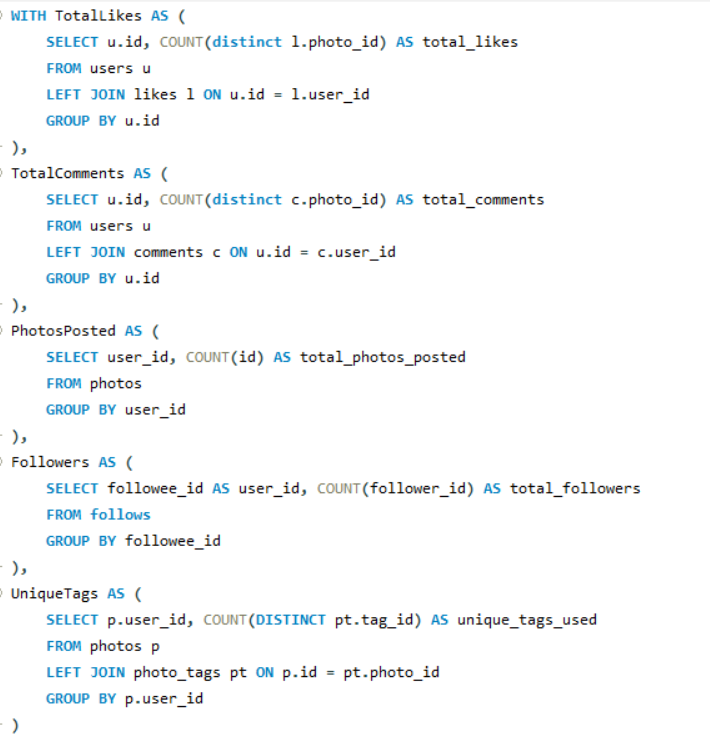 WITH TotalLikes AS (
    SELECT u.id, COUNT(distinct l.photo_id) AS total_likes
    FROM users u
    LEFT JOIN likes l ON u.id = l.user_id
    GROUP BY u.id
),
TotalComments AS (
    SELECT u.id, COUNT(distinct c.photo_id) AS total_comments
    FROM users u
    LEFT JOIN comments c ON u.id = c.user_id
    GROUP BY u.id
),
PhotosPosted AS (
    SELECT user_id, COUNT(id) AS total_photos_posted
    FROM photos
    GROUP BY user_id
),
Followers AS (
    SELECT followee_id AS user_id, COUNT(follower_id) AS total_followers
    FROM follows
    GROUP BY followee_id
),
UniqueTags AS (
    SELECT p.user_id, COUNT(DISTINCT pt.tag_id) AS unique_tags_used
    FROM photos p
    LEFT JOIN photo_tags pt ON p.id = pt.photo_id
    GROUP BY p.user_id
)